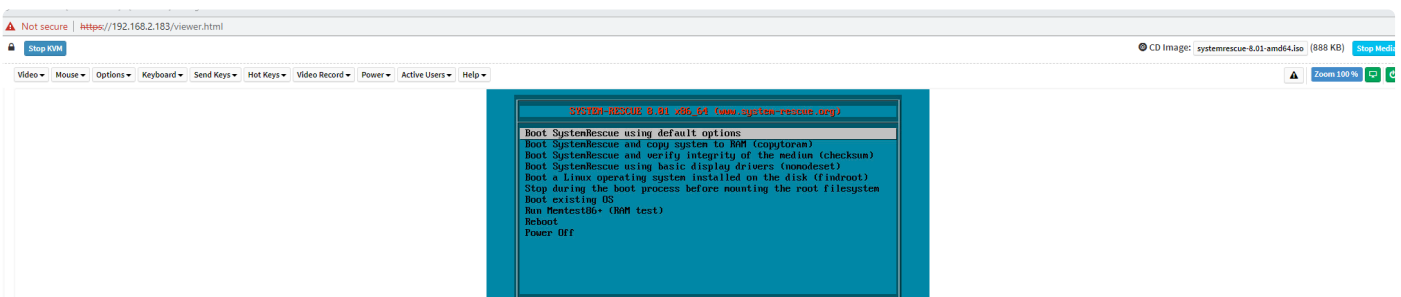 Not secure | https://192.168.2.183/viewer.html
Stop KVM
CD Image: systemrescue-8.01-amd64.iso (888 KB) Stop Media
Video Mouse Options Keyboard Send Keys Hot Keys Video Record Power Active Users Help
Zoom 100 %
SYSTEM-RESCUE 8.01 x86_64 (www.system-rescue.org)
Boot SystemRescue using default options
Boot SystemRescue and copy system to RAM (copytoram)
Boot SystemRescue and verify integrity of the medium (checksum)
Boot SystemRescue using basic display drivers (nomodeset)
Boot a Linux operating system installed on the disk (findroot)
Stop during the boot process before mounting the root filesystem
Boot existing OS
Run Memtest86+ (RAM test)
Reboot
Power Off